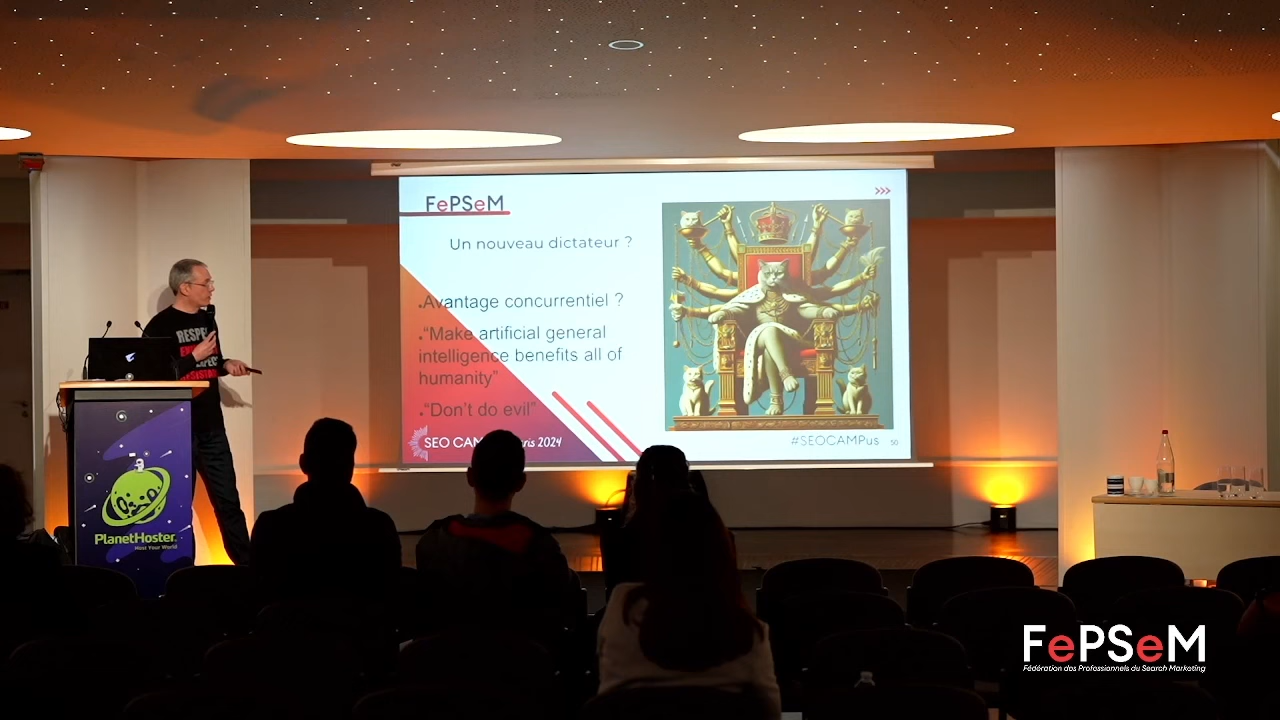 FePSeM
Un nouveau dictateur ?
.Avantage concurrentiel ?
."Make artificial general
intelligence benefits all of
humanity"
."Don't do evil"
SEO CAM
ris 2024
#SEOCAMPus
50
PlanetHoster.
Host Your World
FePSeM
Fédération des Professionnels du Search Marketing